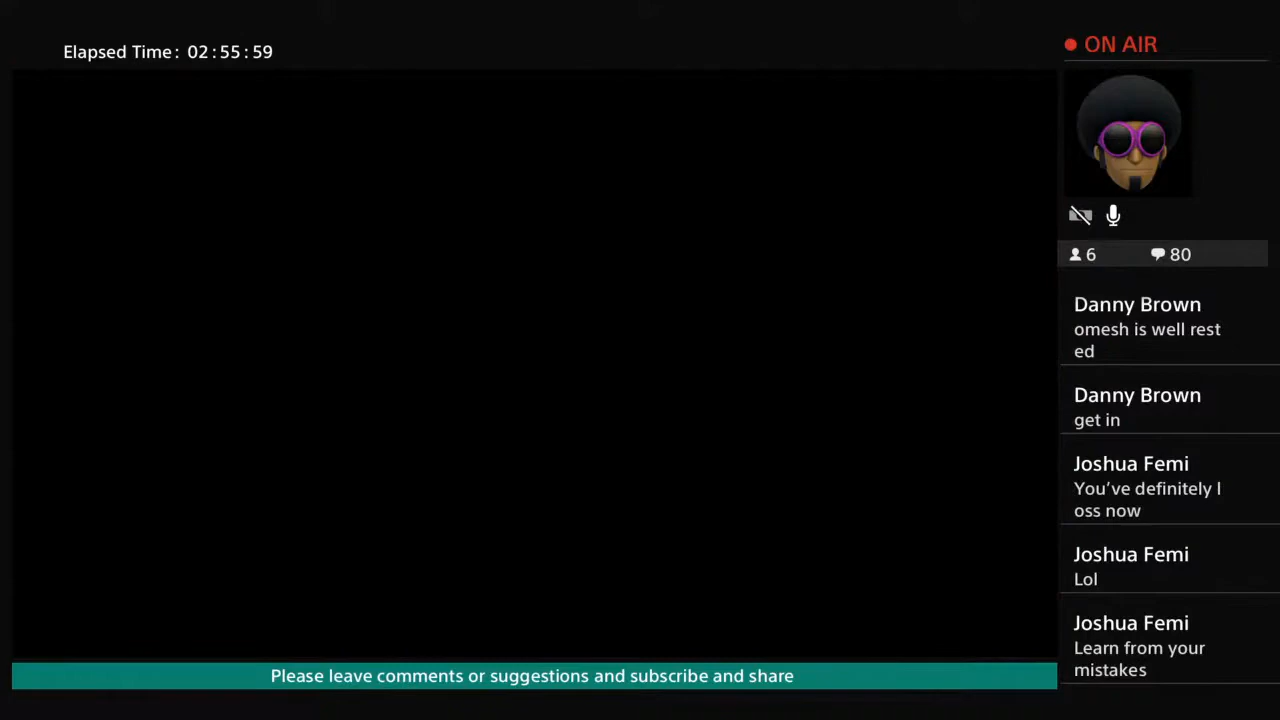 Elapsed Time: 02:55:59
ON AIR
6 80
Danny Brown
omesh is well rest
ed
Danny Brown
get in
Joshua Femi
You’ve definitely l
oss now
Joshua Femi
Lol
Joshua Femi
Learn from your
mistakes
Please leave comments or suggestions and subscribe and share